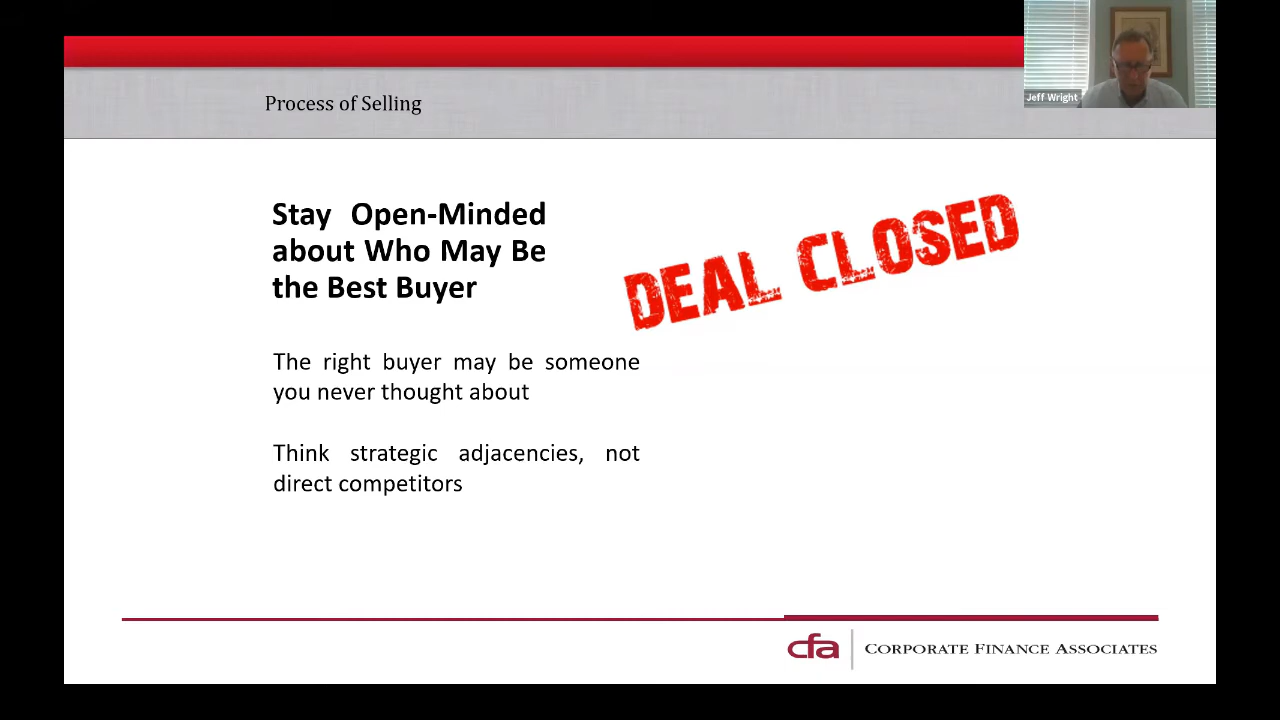 Process of Selling
Jeff Wright
Stay Open-Minded
about Who May Be
the Best Buyer
DEAL CLOSED
The right buyer may be someone
you never thought about
Think strategic adjacencies, not
direct competitors
cfa
CORPORATE FINANCE ASSOCIATES